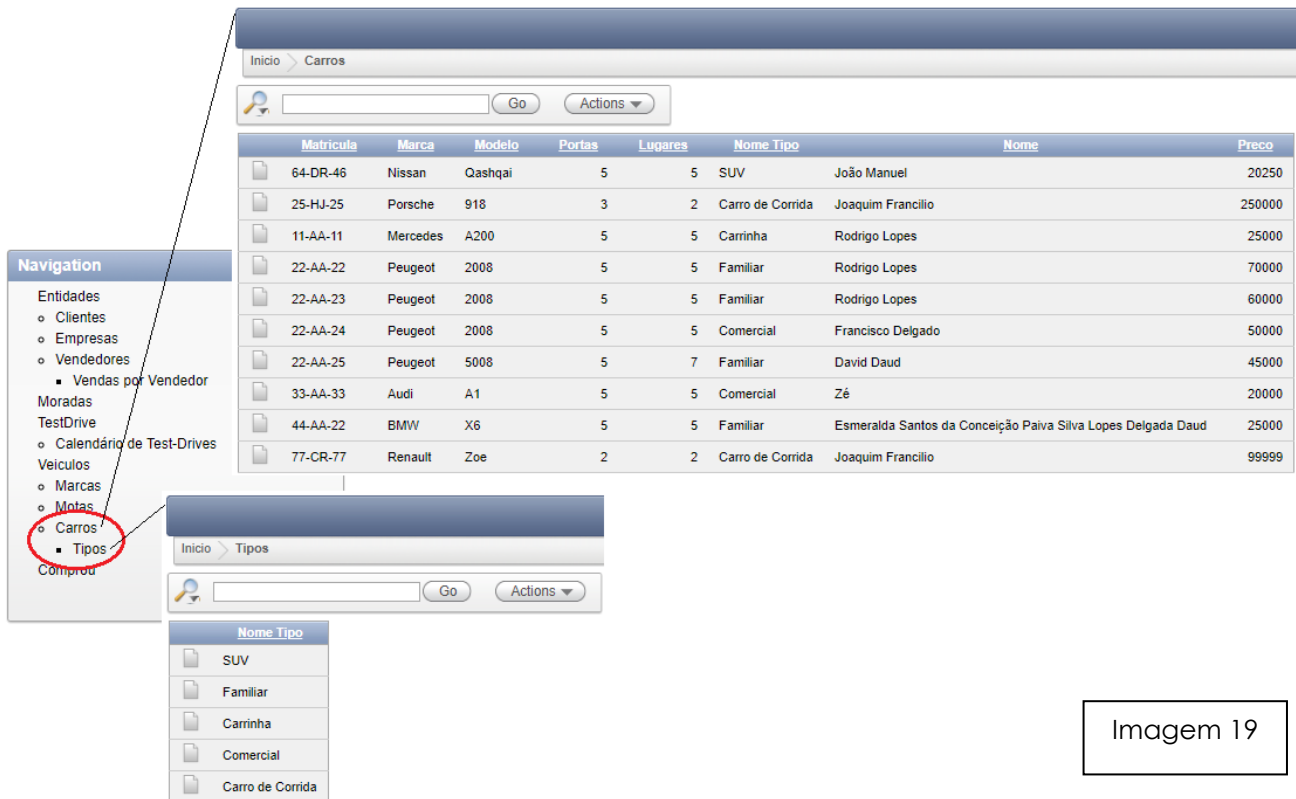 Inicio Carros
Go Actions
Matricula Marca Modelo Portas Lugares Nome Tipo Nome Preco
64-DR-46 Nissan Qashqai 5 5 SUV João Manuel 20250
25-HJ-25 Porsche 918 3 2 Carro de Corrida Joaquim Francilio 250000
11-AA-11 Mercedes A200 5 5 Carrinha Rodrigo Lopes 25000
22-AA-22 Peugeot 2008 5 5 Familiar Rodrigo Lopes 70000
22-AA-23 Peugeot 2008 5 5 Familiar Rodrigo Lopes 60000
22-AA-24 Peugeot 2008 5 5 Comercial Francisco Delgado 50000
22-AA-25 Peugeot 5008 5 7 Familiar David Daud 45000
33-AA-33 Audi A1 5 5 Comercial Zé 20000
44-AA-22 BMW X6 5 5 Familiar Esmeralda Santos da Conceição Paiva Silva Lopes Delgada Daud 25000
77-CR-77 Renault Zoe 2 2 Carro de Corrida Joaquim Francilio 99999
Navigation
Entidades
Clientes
Empresas
Vendedores
Vendas por Vendedor
Moradas
TestDrive
Calendário de Test-Drives
Veiculos
Marcas
Motas
Carros
Tipos
Comprou
Inicio Tipos
Go Actions
Nome Tipo
SUV
Familiar
Carrinha
Comercial
Carro de Corrida
Imagem 19